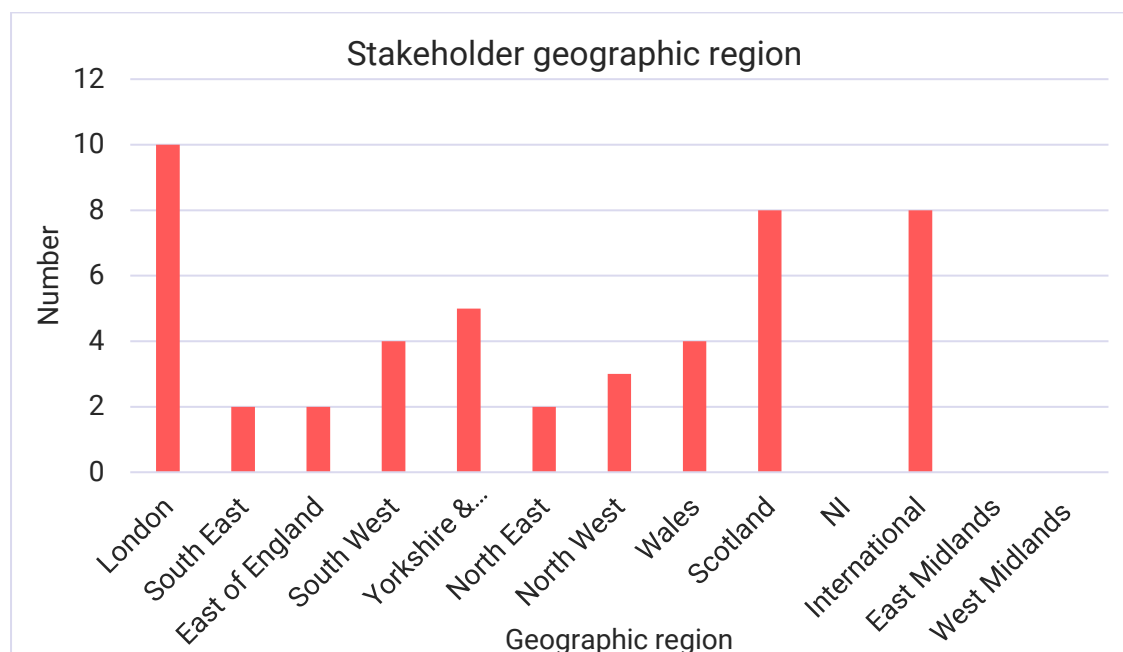 Stakeholder geographic region
12
10
8
6
4
2
0
Number
London
South East
East of England
South West
Yorkshire &...
North East
North West
Wales
Scotland
NI
International
East Midlands
West Midlands
Geographic region